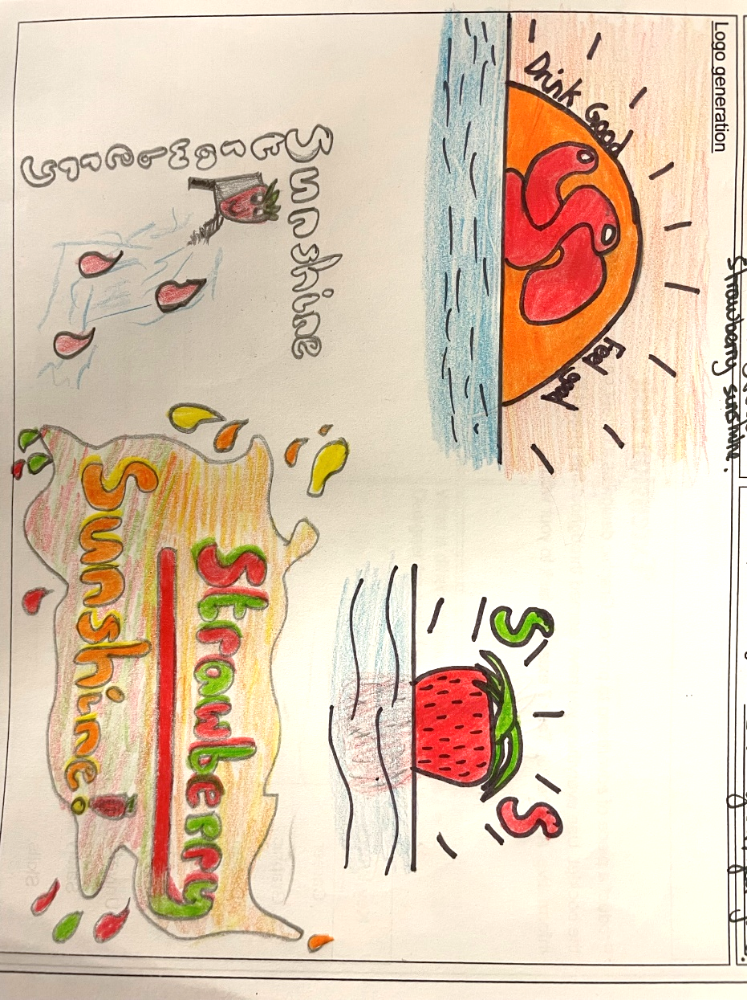 Strawberry sunshine.
Logo generation
Drink Good
Feel good
S S
Sunshine
Strawberry
Sunshine!